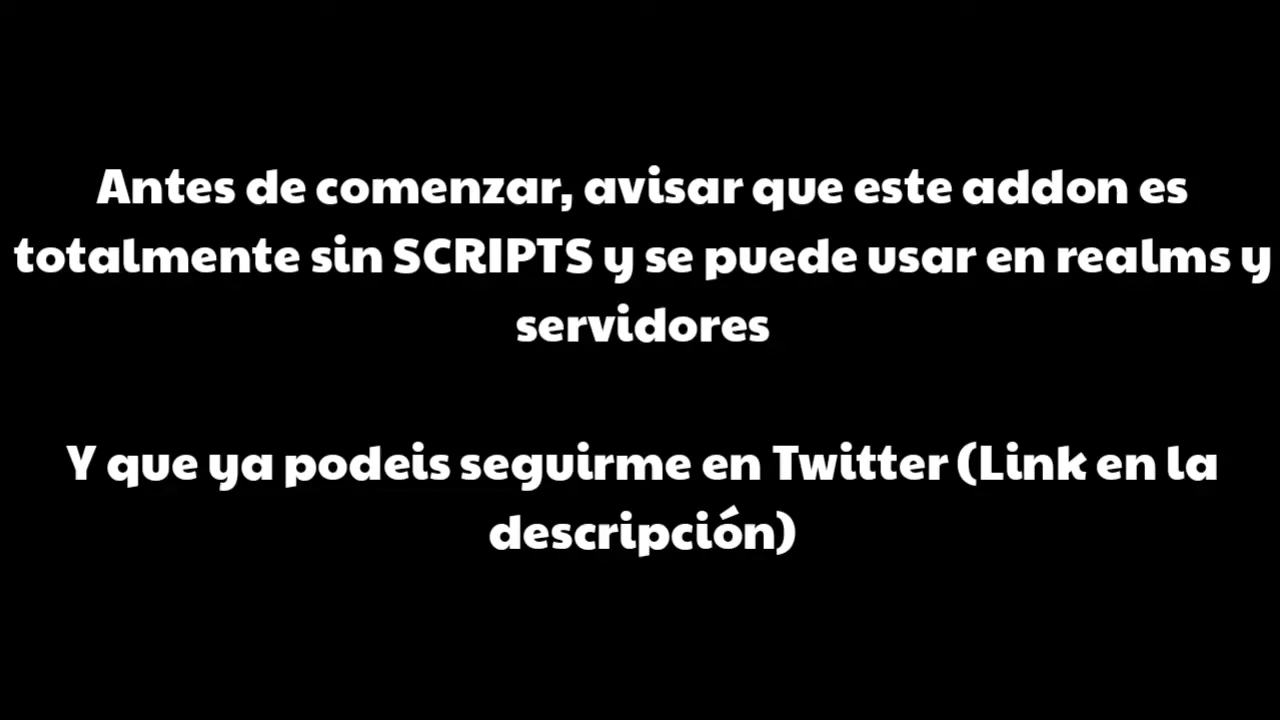 Antes de comenzar, avisar que este addon es
totalmente sin SCRIPTS y se puede usar en realms y
servidores
Y que ya podeis seguirme en Twitter (Link en la
descripción)